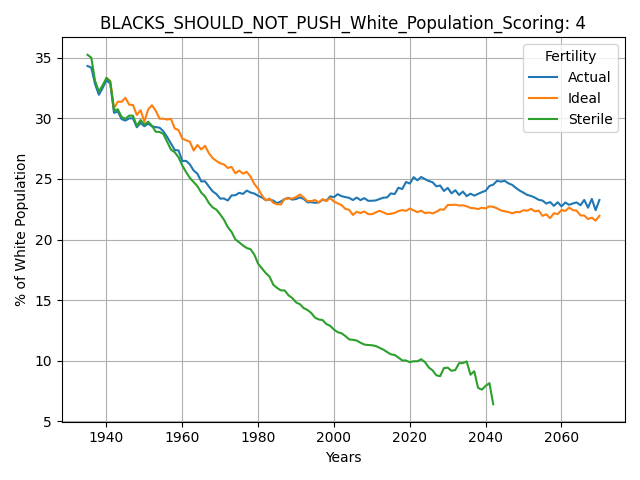 BLACKS_SHOULD_NOT_PUSH_White_Population_Scoring: 4
Fertility
Actual
Ideal
Sterile
% of White Population
35
30
25
20
15
10
5
1940 1960 1980 2000 2020 2040 2060
Years